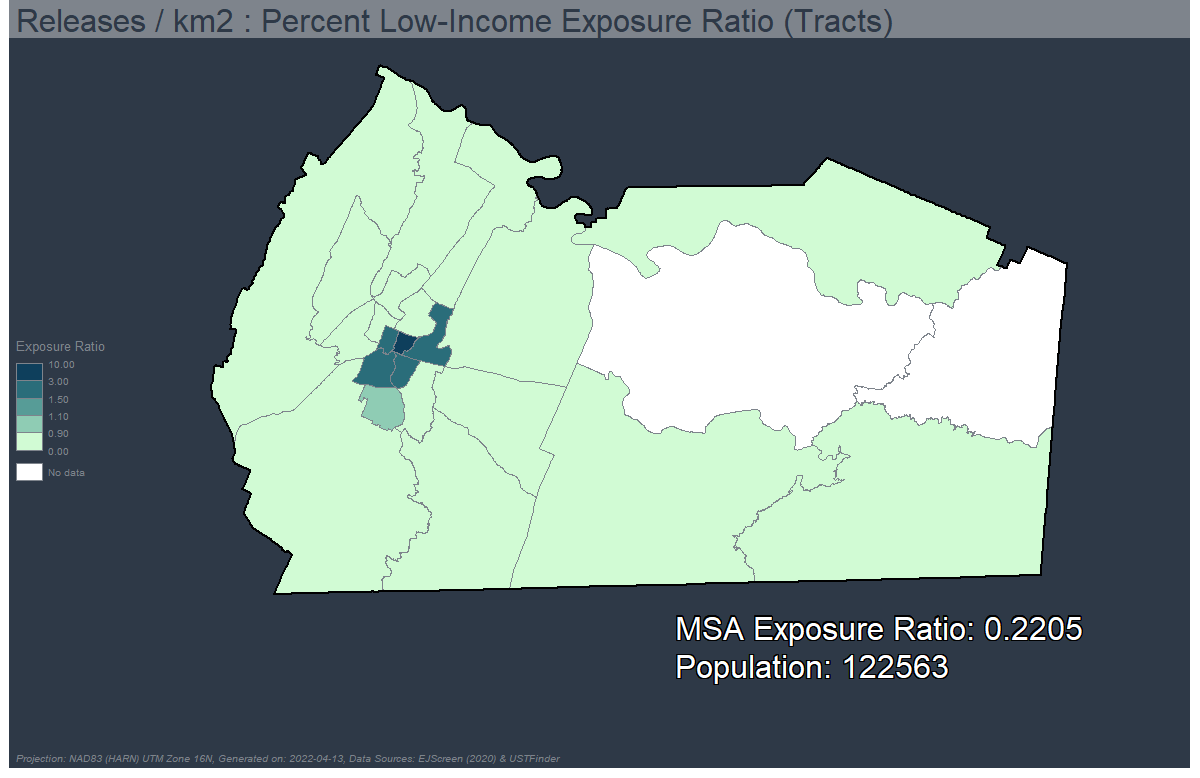 Releases / km2 : Percent Low-Income Exposure Ratio (Tracts)
Exposure Ratio
10.00
3.00
1.50
1.10
0.90
0.00
No data
MSA Exposure Ratio: 0.2205
Population: 122563
Projection: NAD83 (HARN) UTM Zone 16N, Generated on: 2022-04-13, Data Sources: EJScreen (2020) & USTFinder